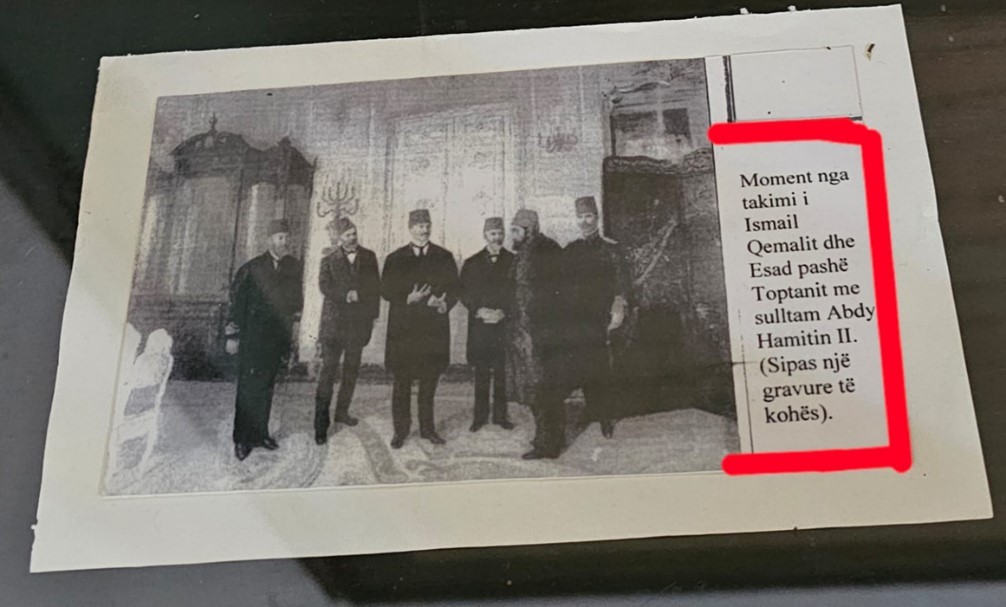 Moment nga
takimi i
Ismail
Qemalit dhe
Esad pashë
Toptanit me
sulltam Abdy
Hamitin II.
(Sipas një
gravure të
kohës).